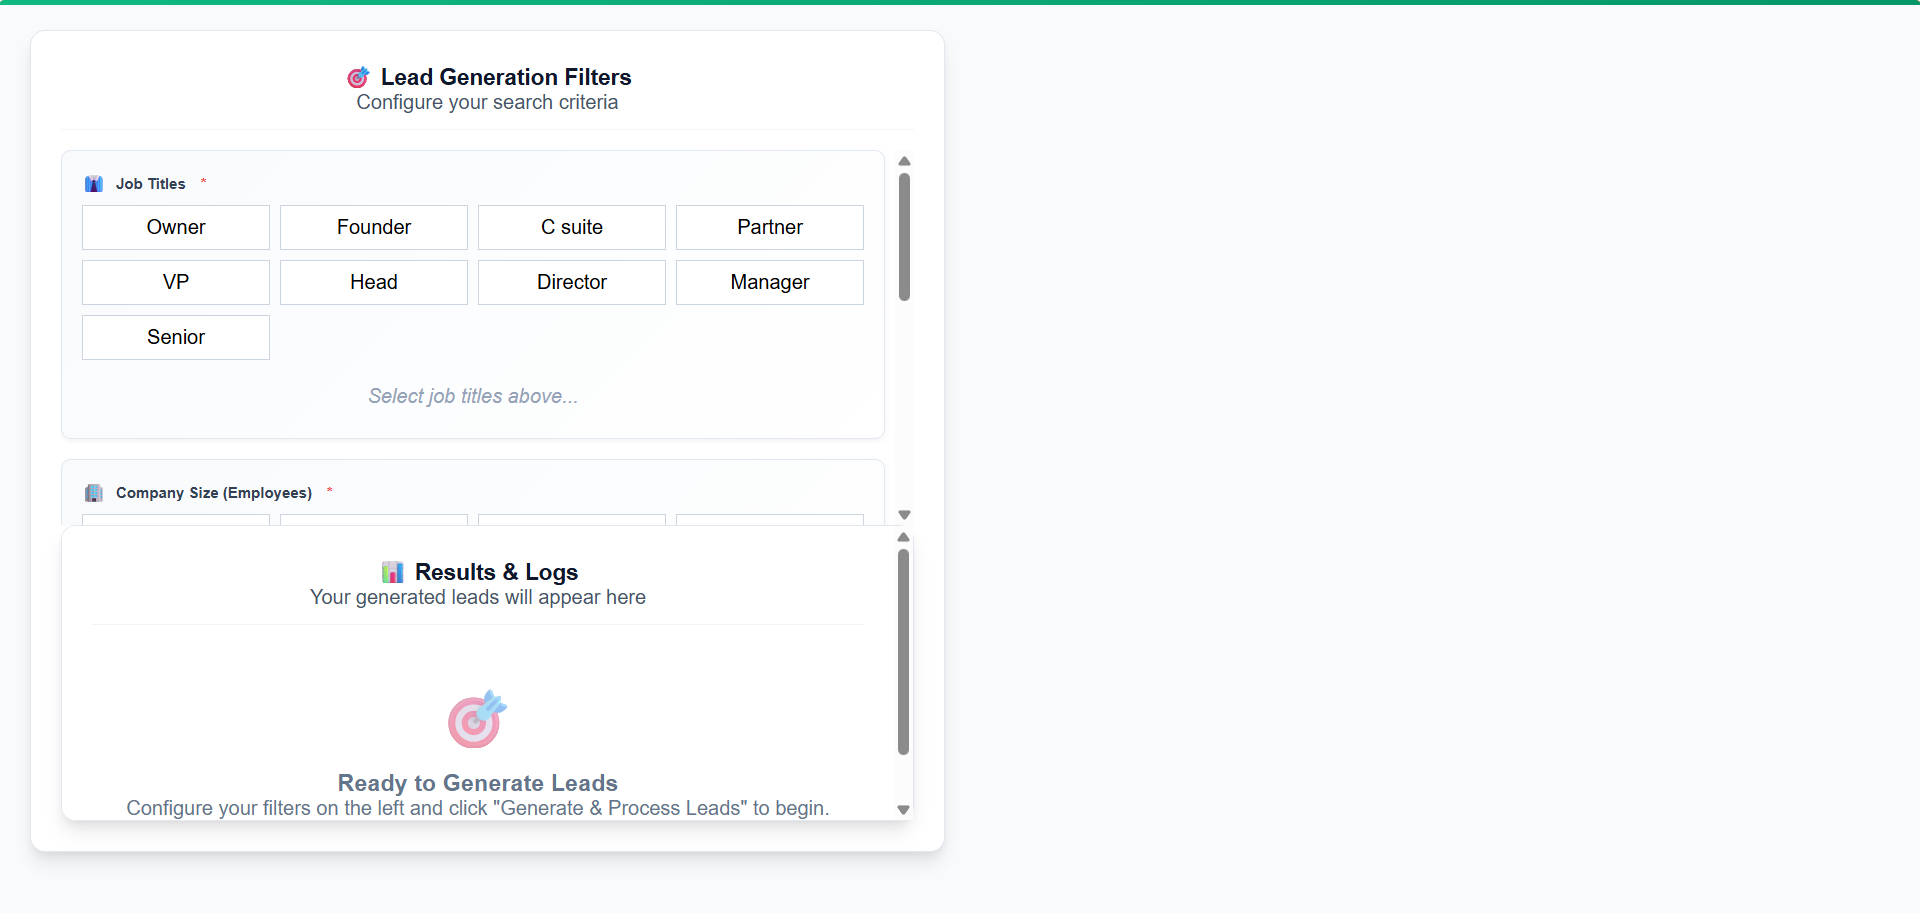 Lead Generation Filters
Configure your search criteria
Job Titles *
Owner Founder C suite Partner
VP Head Director Manager
Senior
Select job titles above...
Company Size (Employees) *
Results & Logs
Your generated leads will appear here
Ready to Generate Leads
Configure your filters on the left and click "Generate & Process Leads" to begin.